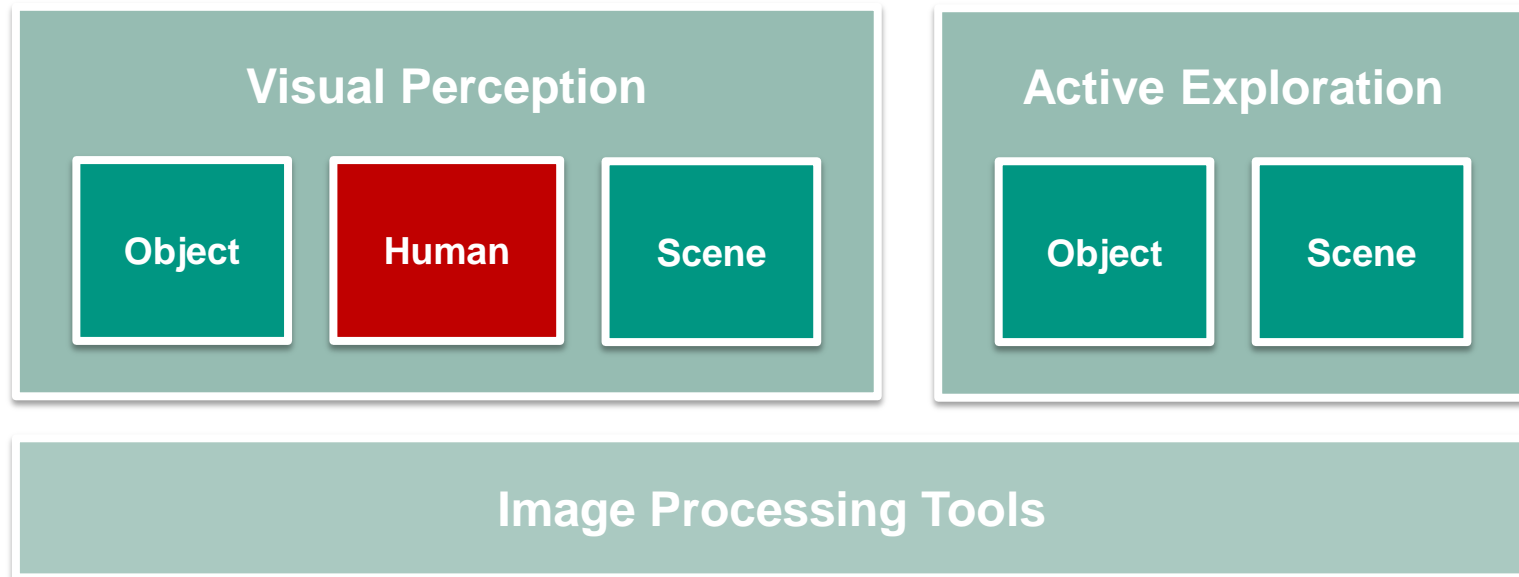 Visual Perception
Object
Human
Scene
Active Exploration
Object
Scene
Image Processing Tools